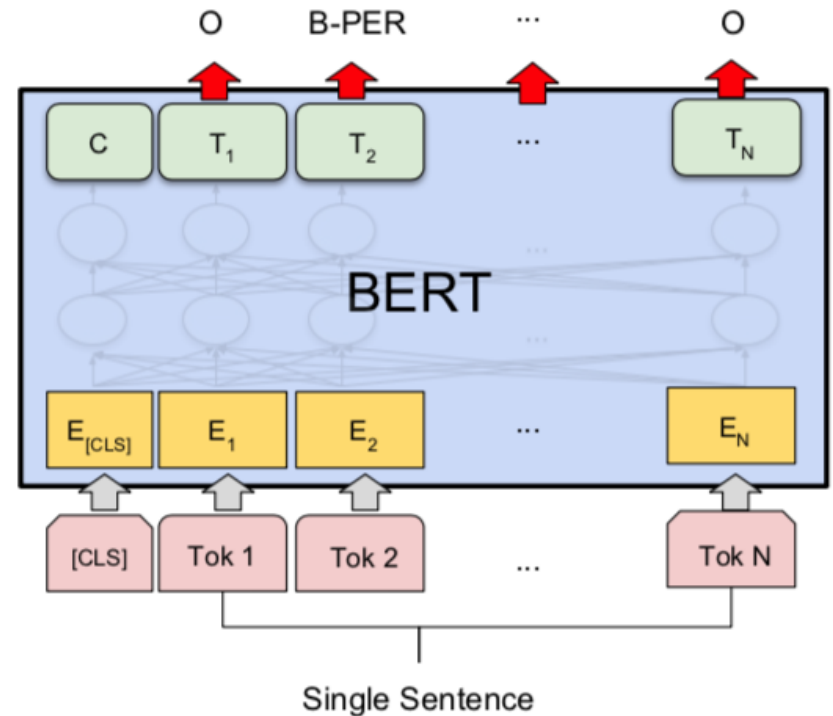 O B-PER ... O
C T1 T2 ... TN
...
BERT
...
E[CLS] E1 E2 ... EN
[CLS] Tok 1 Tok 2 ... Tok N
Single Sentence